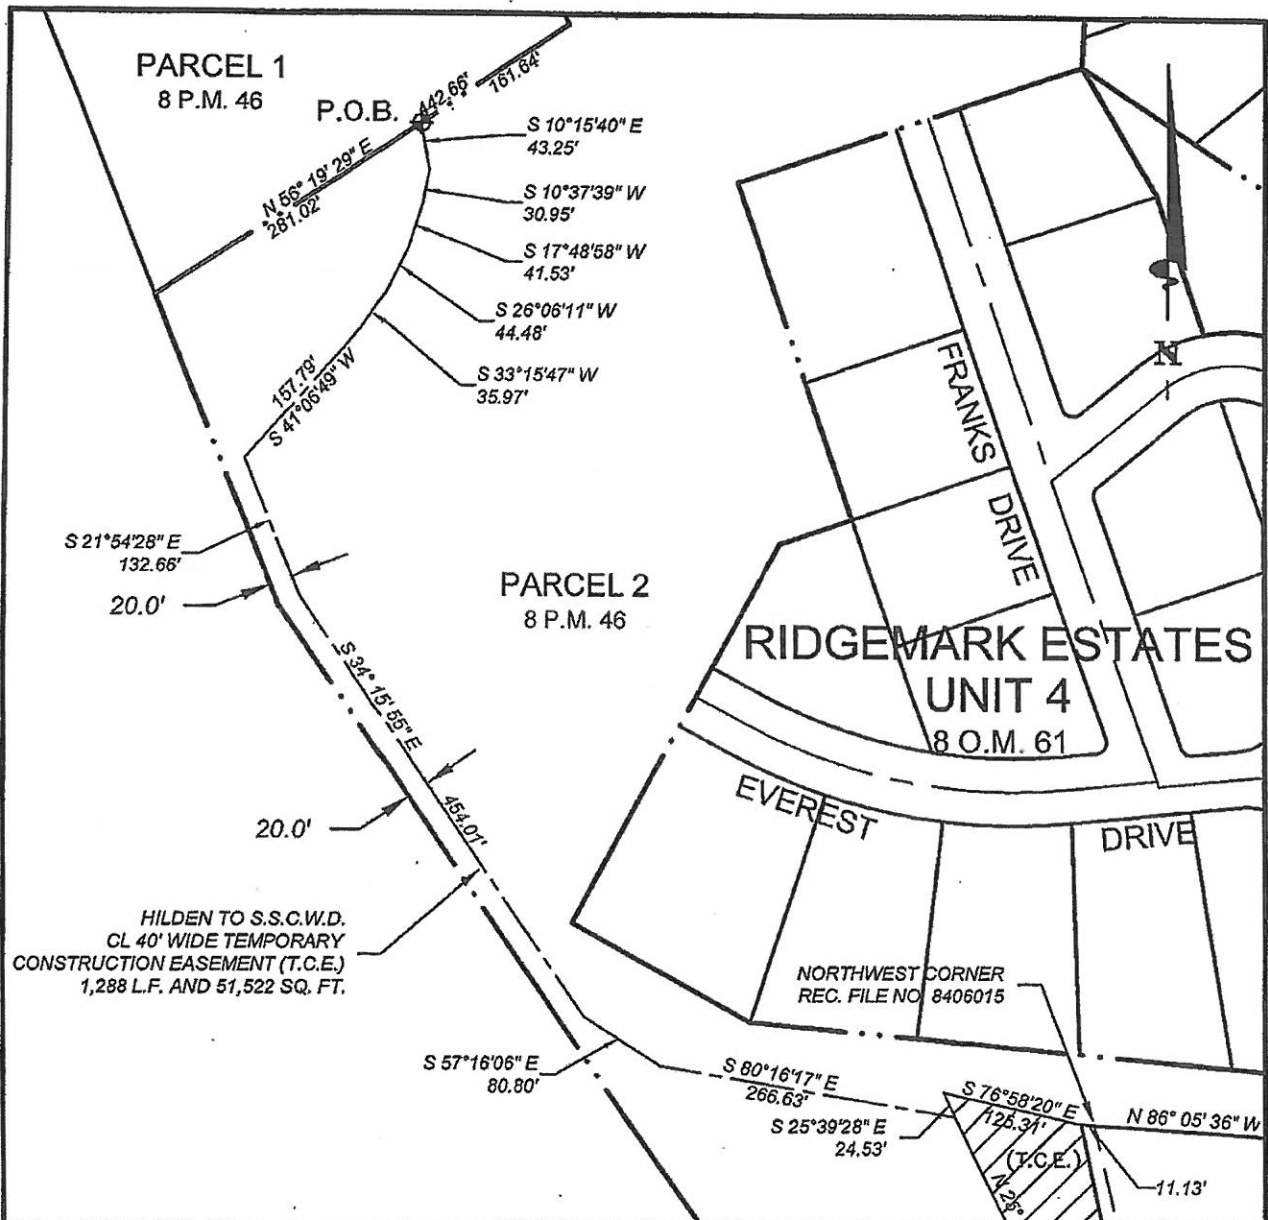 PARCEL 1
8 P.M. 46
P.O.B.
442.66'
161.64'
N 56° 19' 29" E
281.02'
S 10°15'40" E
43.25'
S 10°37'39" W
30.95'
S 17°48'58" W
41.53'
S 26°06'11" W
44.48'
S 33°15'47" W
35.97'
157.79'
S 41°06'49" W
S
N
FRANKS
DRIVE
S 21°54'28" E
132.66'
20.0'
PARCEL 2
8 P.M. 46
RIDGEMARK ESTATES
UNIT 4
8 O.M. 61
S 34° 15' 55" E
454.01'
20.0'
EVEREST
DRIVE
HILDEN TO S.S.C.W.D.
CL 40' WIDE TEMPORARY
CONSTRUCTION EASEMENT (T.C.E.)
1,288 L.F. AND 51,522 SQ. FT.
NORTHWEST CORNER
REC. FILE NO 8406015
S 57°16'06" E
80.80'
S 80°16'17" E
266.63'
S 25°39'28" E
24.53'
S 76°58'20" E
125.31'
N 86° 05' 36" W
(T.C.E.)
N 25°
11.13'